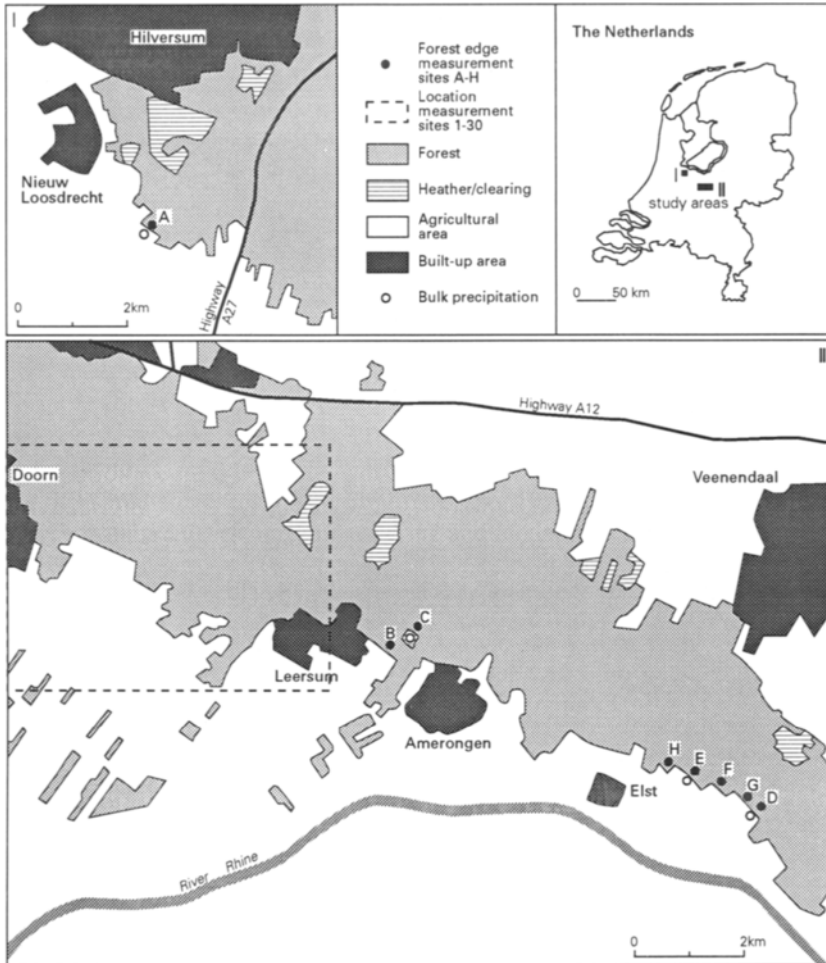 I
Hilversum
Nieuw
Loosdrecht
A
0 2km
Highway
A27
Forest edge
measurement
sites A-H
Location
measurement
sites 1-30
Forest
Heather/clearing
Agricultural
area
Built-up area
Bulk precipitation
The Netherlands
I
II
study areas
0 50 km
II
Highway A12
Doorn
Veenendaal
C
B
Leersum
Amerongen
H
E
F
G
D
Elst
River Rhine
0 2km